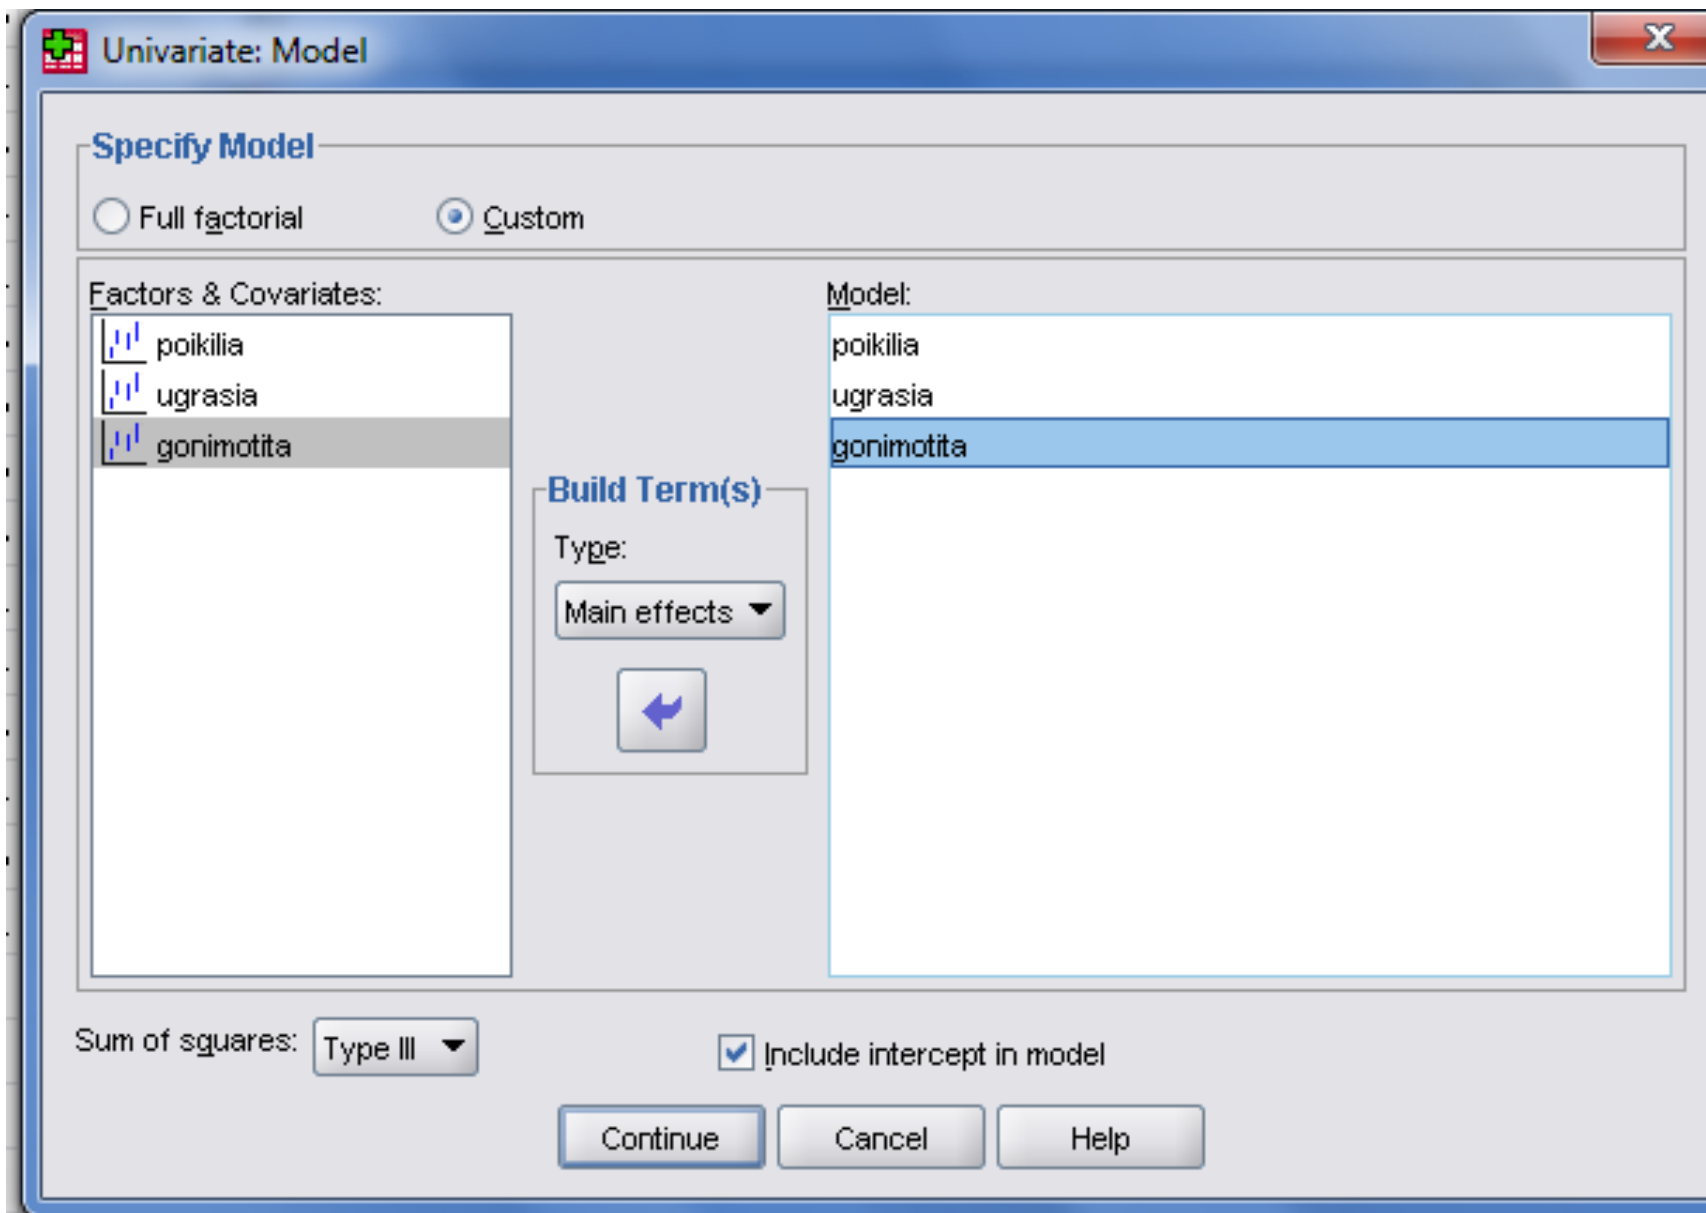 Univariate: Model
Specify Model
Full factorial
Custom
Factors & Covariates:
poikilia
ugrasia
gonimotita
Build Term(s)
Type:
Main effects
Model:
poikilia
ugrasia
gonimotita
Sum of squares:
Type III
Include intercept in model
Continue
Cancel
Help